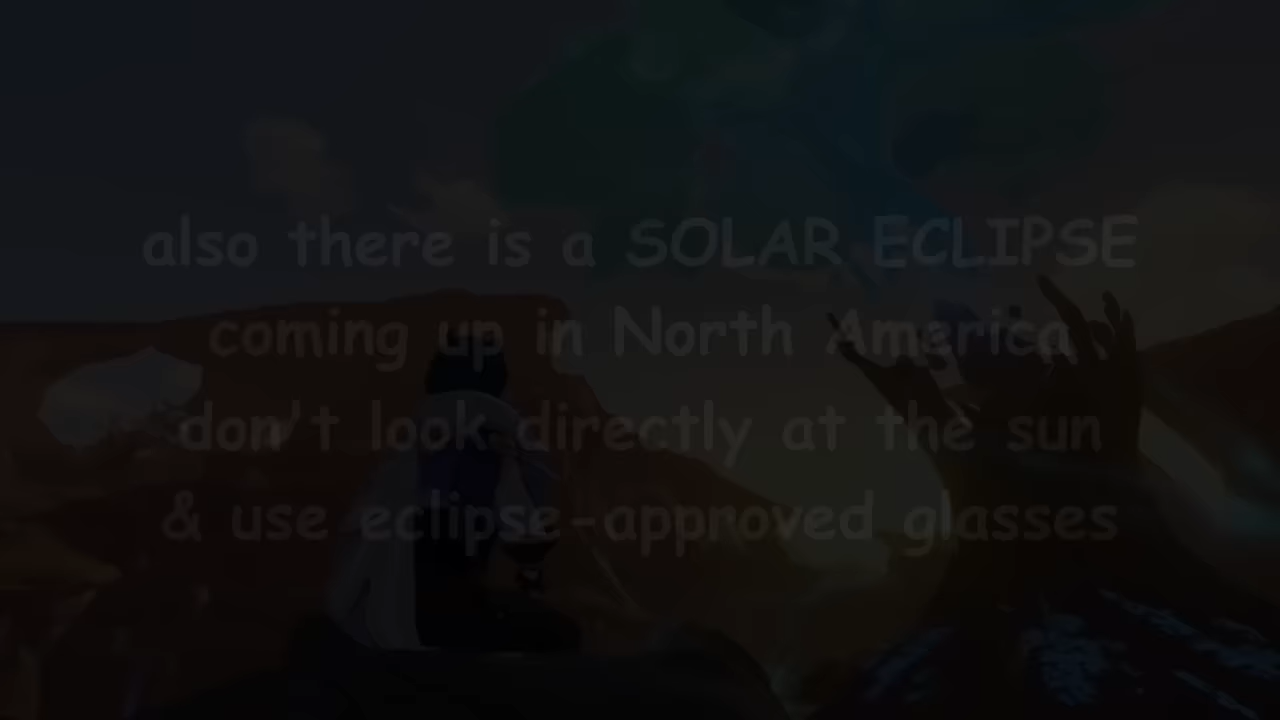 also there is a SOLAR ECLIPSE
coming up in North America
don't look directly at the sun
& use eclipse-approved glasses